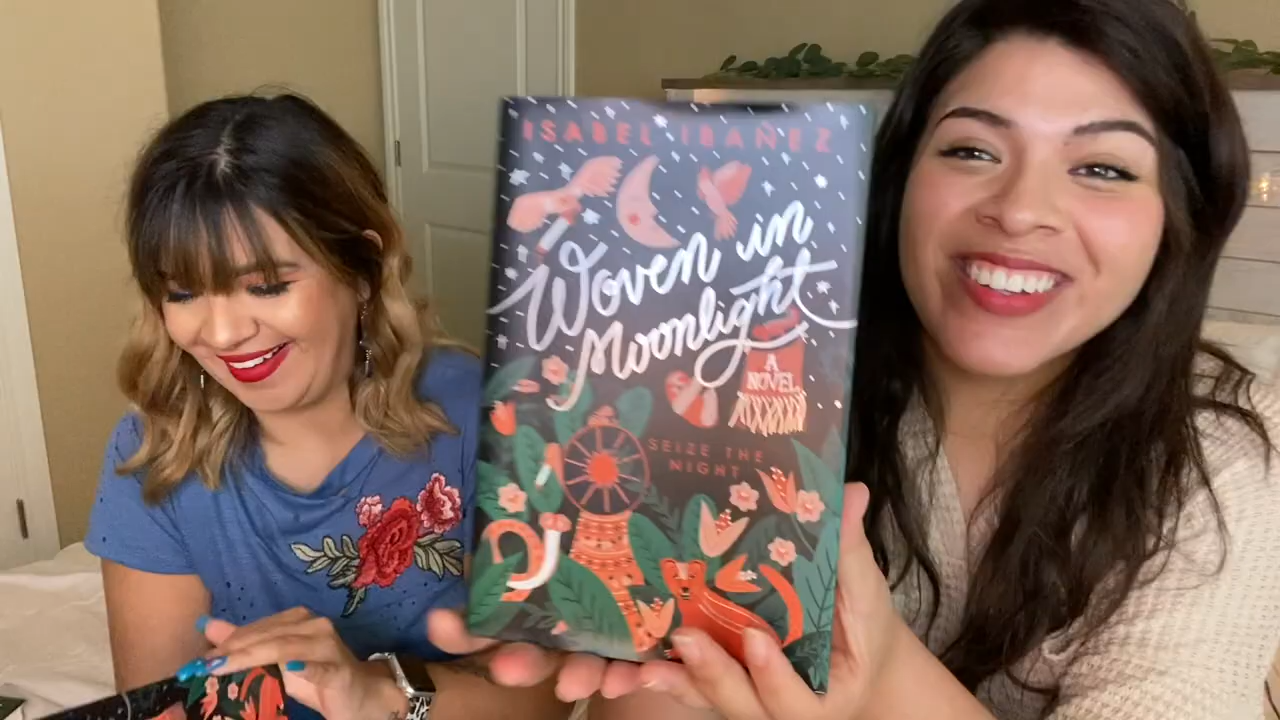 ISABEL IBAÑEZ
Woven in
Moonlight
A
NOVEL
SEIZE THE
NIGHT